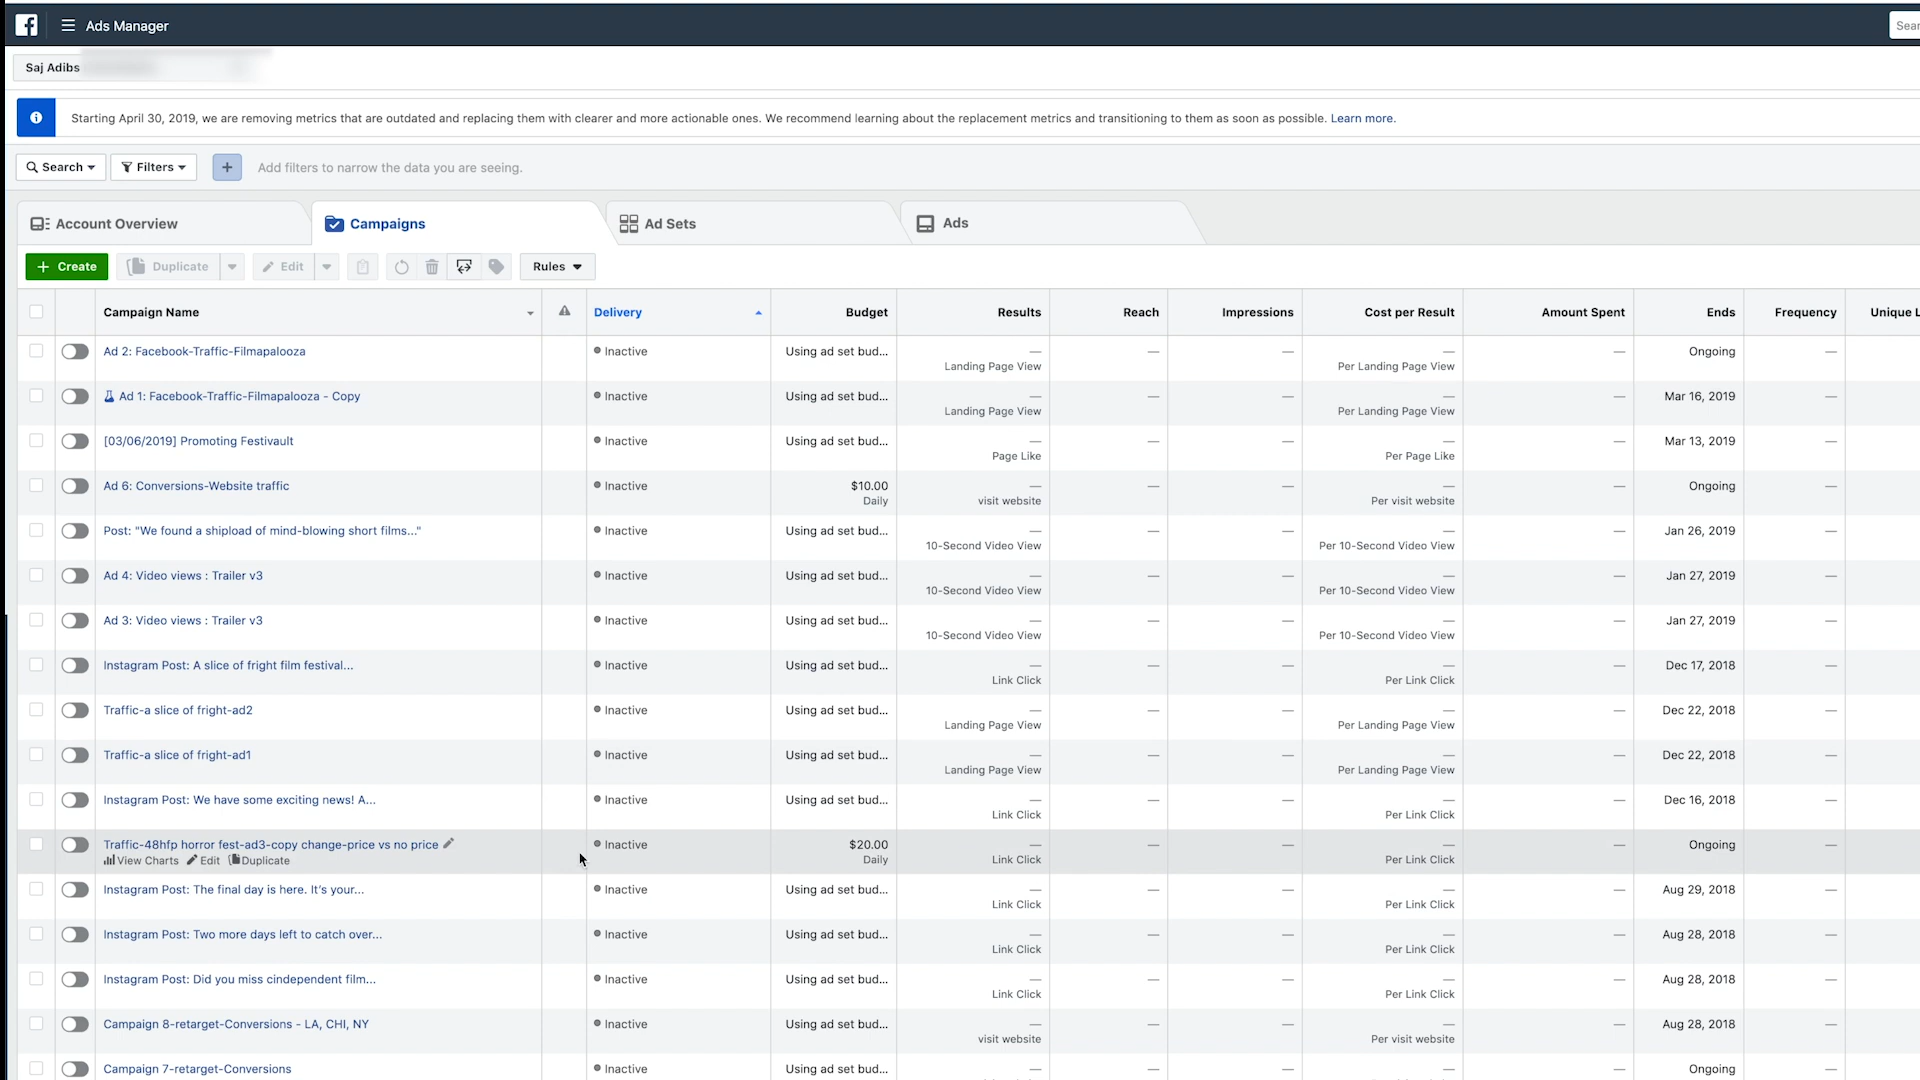 Ads Manager
Sear
Saj Adibs
Starting April 30, 2019, we are removing metrics that are outdated and replacing them with clearer and more actionable ones. We recommend learning about the replacement metrics and transitioning to them as soon as possible. Learn more.
Search Filters + Add filters to narrow the data you are seeing.
Account Overview Campaigns Ad Sets Ads
+ Create Duplicate Edit Rules
Campaign Name Delivery Budget Results Reach Impressions Cost per Result Amount Spent Ends Frequency Unique L
Ad 2: Facebook-Traffic-Filmapalooza Inactive Using ad set bud... — — — — — Ongoing —
Landing Page View Per Landing Page View
Ad 1: Facebook-Traffic-Filmapalooza - Copy Inactive Using ad set bud... — — — — — Mar 16, 2019 —
Landing Page View Per Landing Page View
[03/06/2019] Promoting Festivault Inactive Using ad set bud... — — — — — Mar 13, 2019 —
Page Like Per Page Like
Ad 6: Conversions-Website traffic Inactive $10.00 — — — — — Ongoing —
Daily visit website Per visit website
Post: "We found a shipload of mind-blowing short films..." Inactive Using ad set bud... — — — — — Jan 26, 2019 —
10-Second Video View Per 10-Second Video View
Ad 4: Video views : Trailer v3 Inactive Using ad set bud... — — — — — Jan 27, 2019 —
10-Second Video View Per 10-Second Video View
Ad 3: Video views : Trailer v3 Inactive Using ad set bud... — — — — — Jan 27, 2019 —
10-Second Video View Per 10-Second Video View
Instagram Post: A slice of fright film festival... Inactive Using ad set bud... — — — — — Dec 17, 2018 —
Link Click Per Link Click
Traffic-a slice of fright-ad2 Inactive Using ad set bud... — — — — — Dec 22, 2018 —
Landing Page View Per Landing Page View
Traffic-a slice of fright-ad1 Inactive Using ad set bud... — — — — — Dec 22, 2018 —
Landing Page View Per Landing Page View
Instagram Post: We have some exciting news! A... Inactive Using ad set bud... — — — — — Dec 16, 2018 —
Link Click Per Link Click
Traffic-48hfp horror fest-ad3-copy change-price vs no price Inactive $20.00 — — — — — Ongoing —
View Charts Edit Duplicate Daily Link Click Per Link Click
Instagram Post: The final day is here. It's your... Inactive Using ad set bud... — — — — — Aug 29, 2018 —
Link Click Per Link Click
Instagram Post: Two more days left to catch over... Inactive Using ad set bud... — — — — — Aug 28, 2018 —
Link Click Per Link Click
Instagram Post: Did you miss cindependent film... Inactive Using ad set bud... — — — — — Aug 28, 2018 —
Link Click Per Link Click
Campaign 8-retarget-Conversions - LA, CHI, NY Inactive Using ad set bud... — — — — — Aug 28, 2018 —
visit website Per visit website
Campaign 7-retarget-Conversions Inactive Using ad set bud... — — — — — Ongoing —